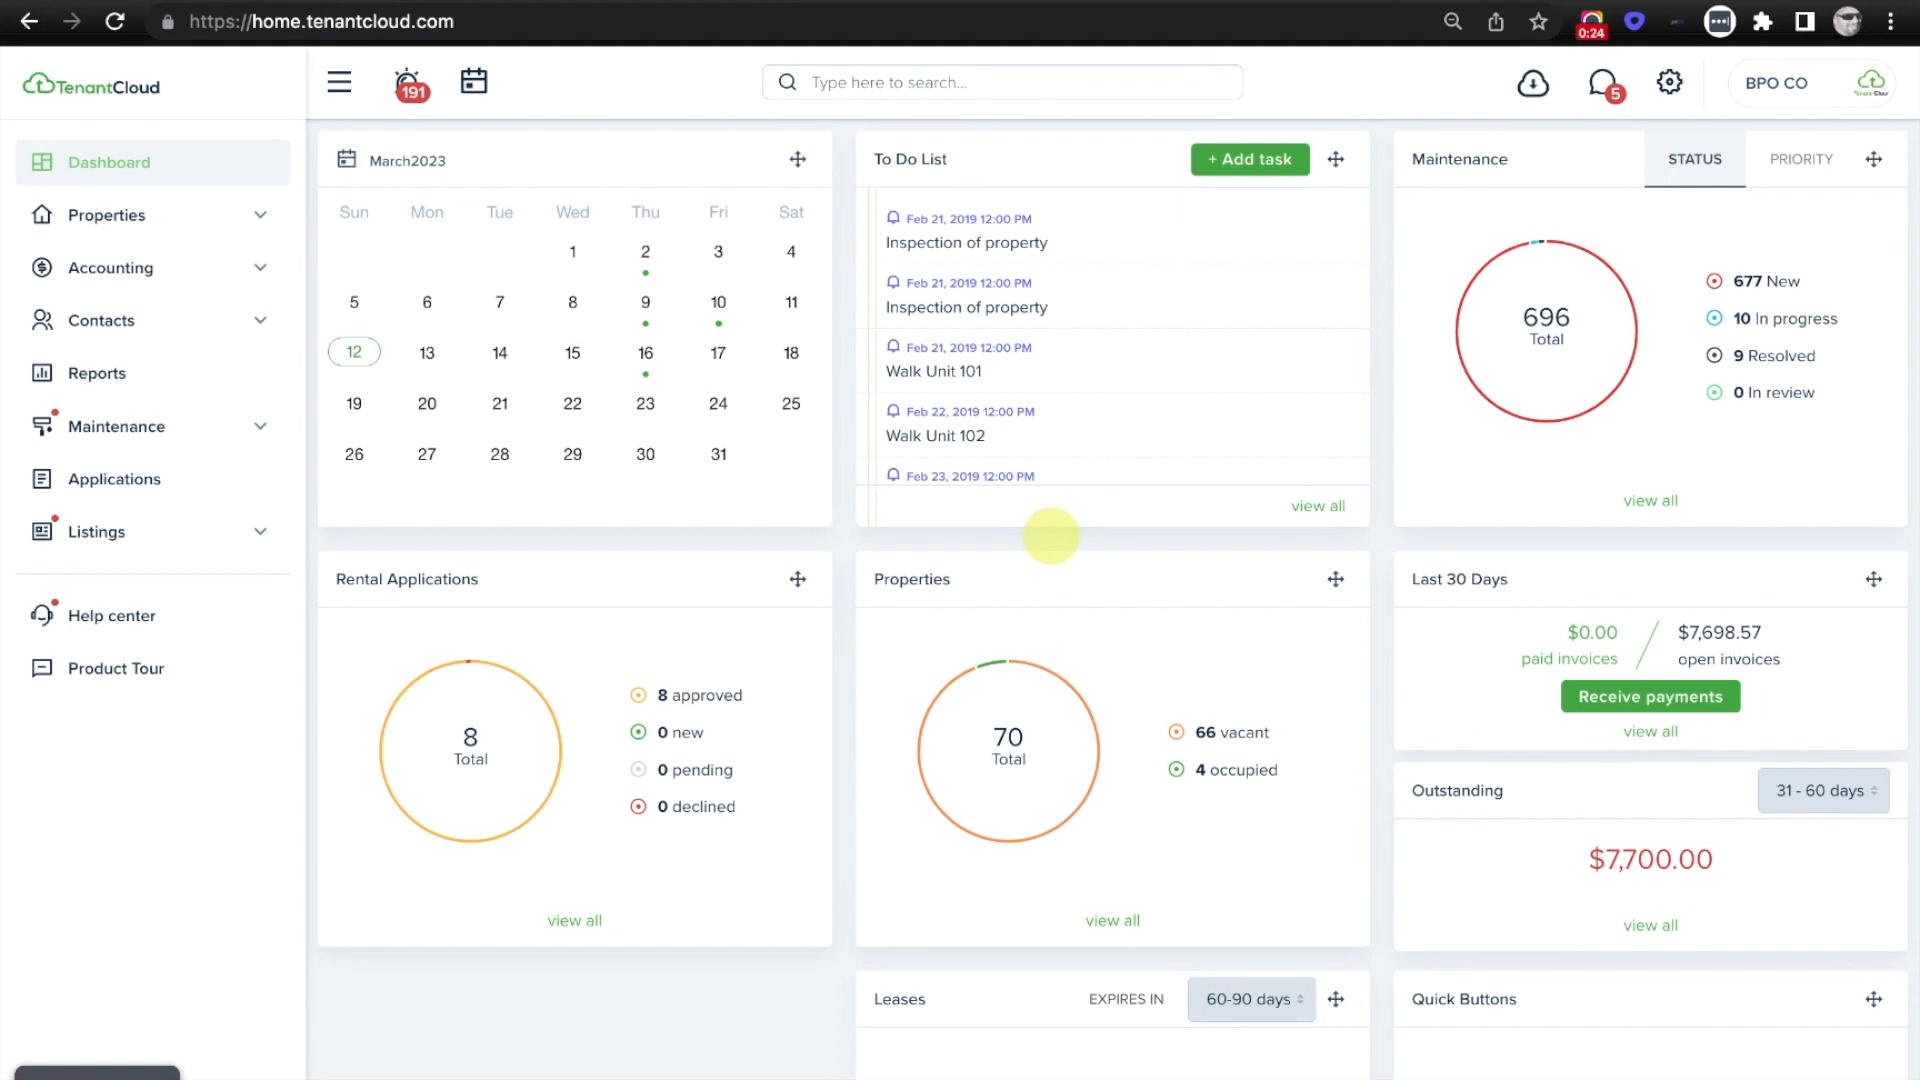 https://home.tenantcloud.com
0:24
TenantCloud
191
Type here to search...
5
BPO CO
Tenant Cloud
Dashboard
Properties
Accounting
Contacts
Reports
Maintenance
Applications
Listings
Help center
Product Tour
March2023
Sun Mon Tue Wed Thu Fri Sat
1 2 3 4
5 6 7 8 9 10 11
12 13 14 15 16 17 18
19 20 21 22 23 24 25
26 27 28 29 30 31
To Do List
+ Add task
Feb 21, 2019 12:00 PM
Inspection of property
Feb 21, 2019 12:00 PM
Inspection of property
Feb 21, 2019 12:00 PM
Walk Unit 101
Feb 22, 2019 12:00 PM
Walk Unit 102
Feb 23, 2019 12:00 PM
view all
Maintenance
STATUS
PRIORITY
696
Total
677 New
10 In progress
9 Resolved
0 In review
view all
Rental Applications
8
Total
8 approved
0 new
0 pending
0 declined
view all
Properties
70
Total
66 vacant
4 occupied
view all
Last 30 Days
$0.00
paid invoices
$7,698.57
open invoices
Receive payments
view all
Outstanding
31 - 60 days
$7,700.00
view all
Leases
EXPIRES IN
60-90 days
Quick Buttons